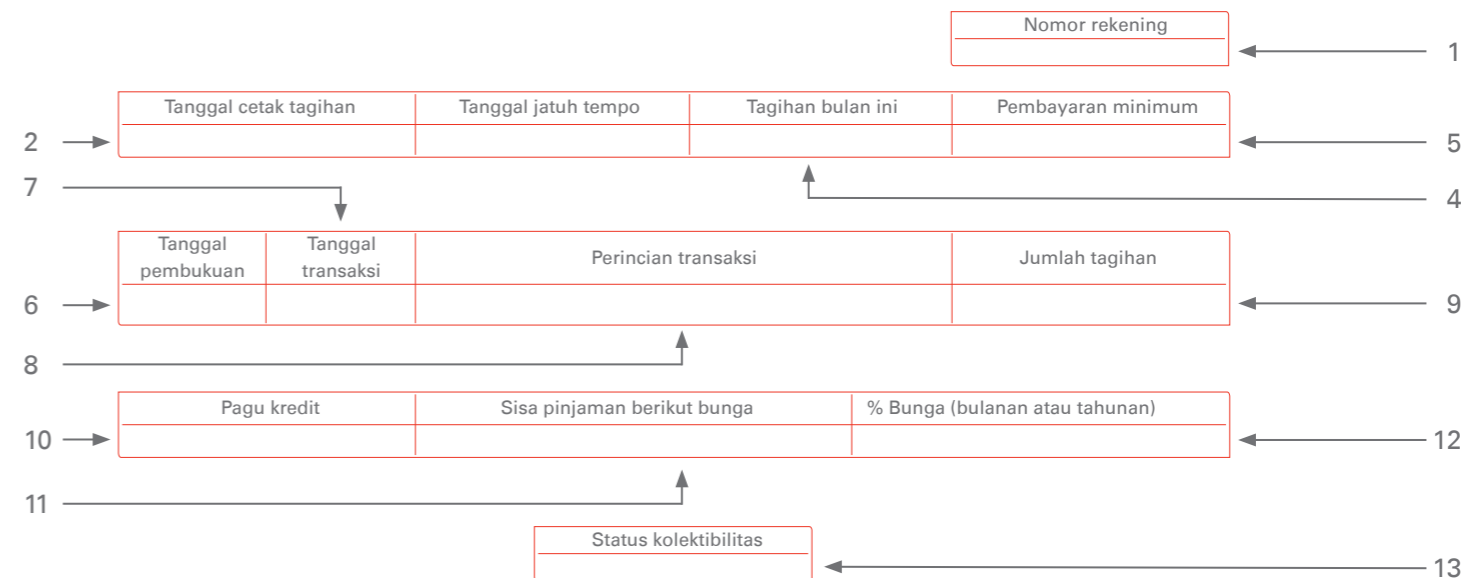 Nomor rekening
1
Tanggal cetak tagihan Tanggal jatuh tempo Tagihan bulan ini Pembayaran minimum
2 5
7 4
Tanggal pembukuan Tanggal transaksi Perincian transaksi Jumlah tagihan
6 9
8
Pagu kredit Sisa pinjaman berikut bunga % Bunga (bulanan atau tahunan)
10 12
11
Status kolektibilitas
13